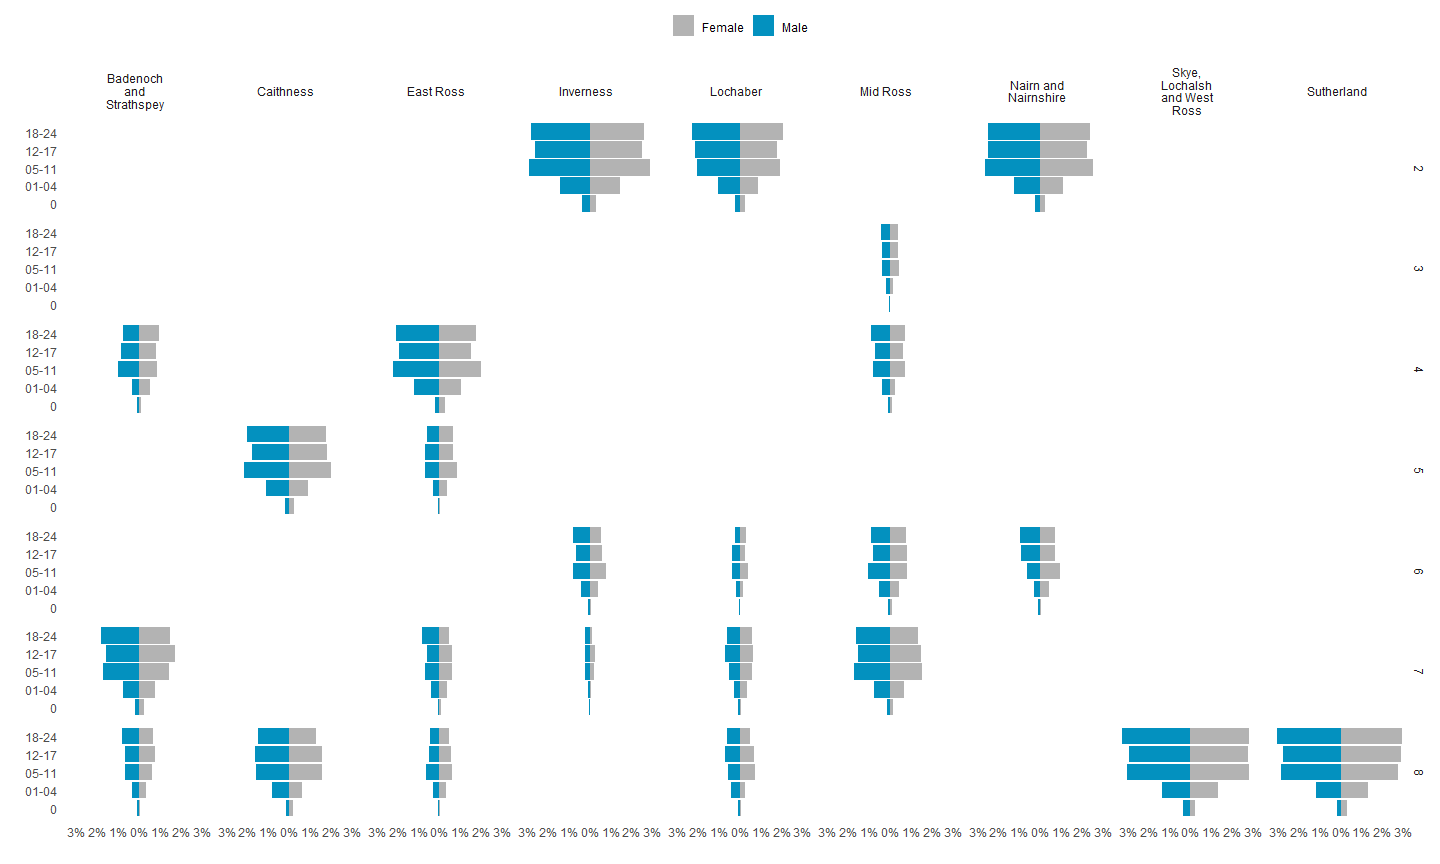 Female Male
Badenoch
and
Strathspey
Caithness
East Ross
Inverness
Lochaber
Mid Ross
Nairn and
Nairnshire
Skye,
Lochalsh
and West
Ross
Sutherland
18-24
12-17
05-11
01-04
0
2
18-24
12-17
05-11
01-04
0
3
18-24
12-17
05-11
01-04
0
4
18-24
12-17
05-11
01-04
0
5
18-24
12-17
05-11
01-04
0
6
18-24
12-17
05-11
01-04
0
7
18-24
12-17
05-11
01-04
0
8
3% 2% 1% 0% 1% 2% 3% 3% 2% 1% 0% 1% 2% 3% 3% 2% 1% 0% 1% 2% 3% 3% 2% 1% 0% 1% 2% 3% 3% 2% 1% 0% 1% 2% 3% 3% 2% 1% 0% 1% 2% 3% 3% 2% 1% 0% 1% 2% 3% 3% 2% 1% 0% 1% 2% 3% 3% 2% 1% 0% 1% 2% 3%